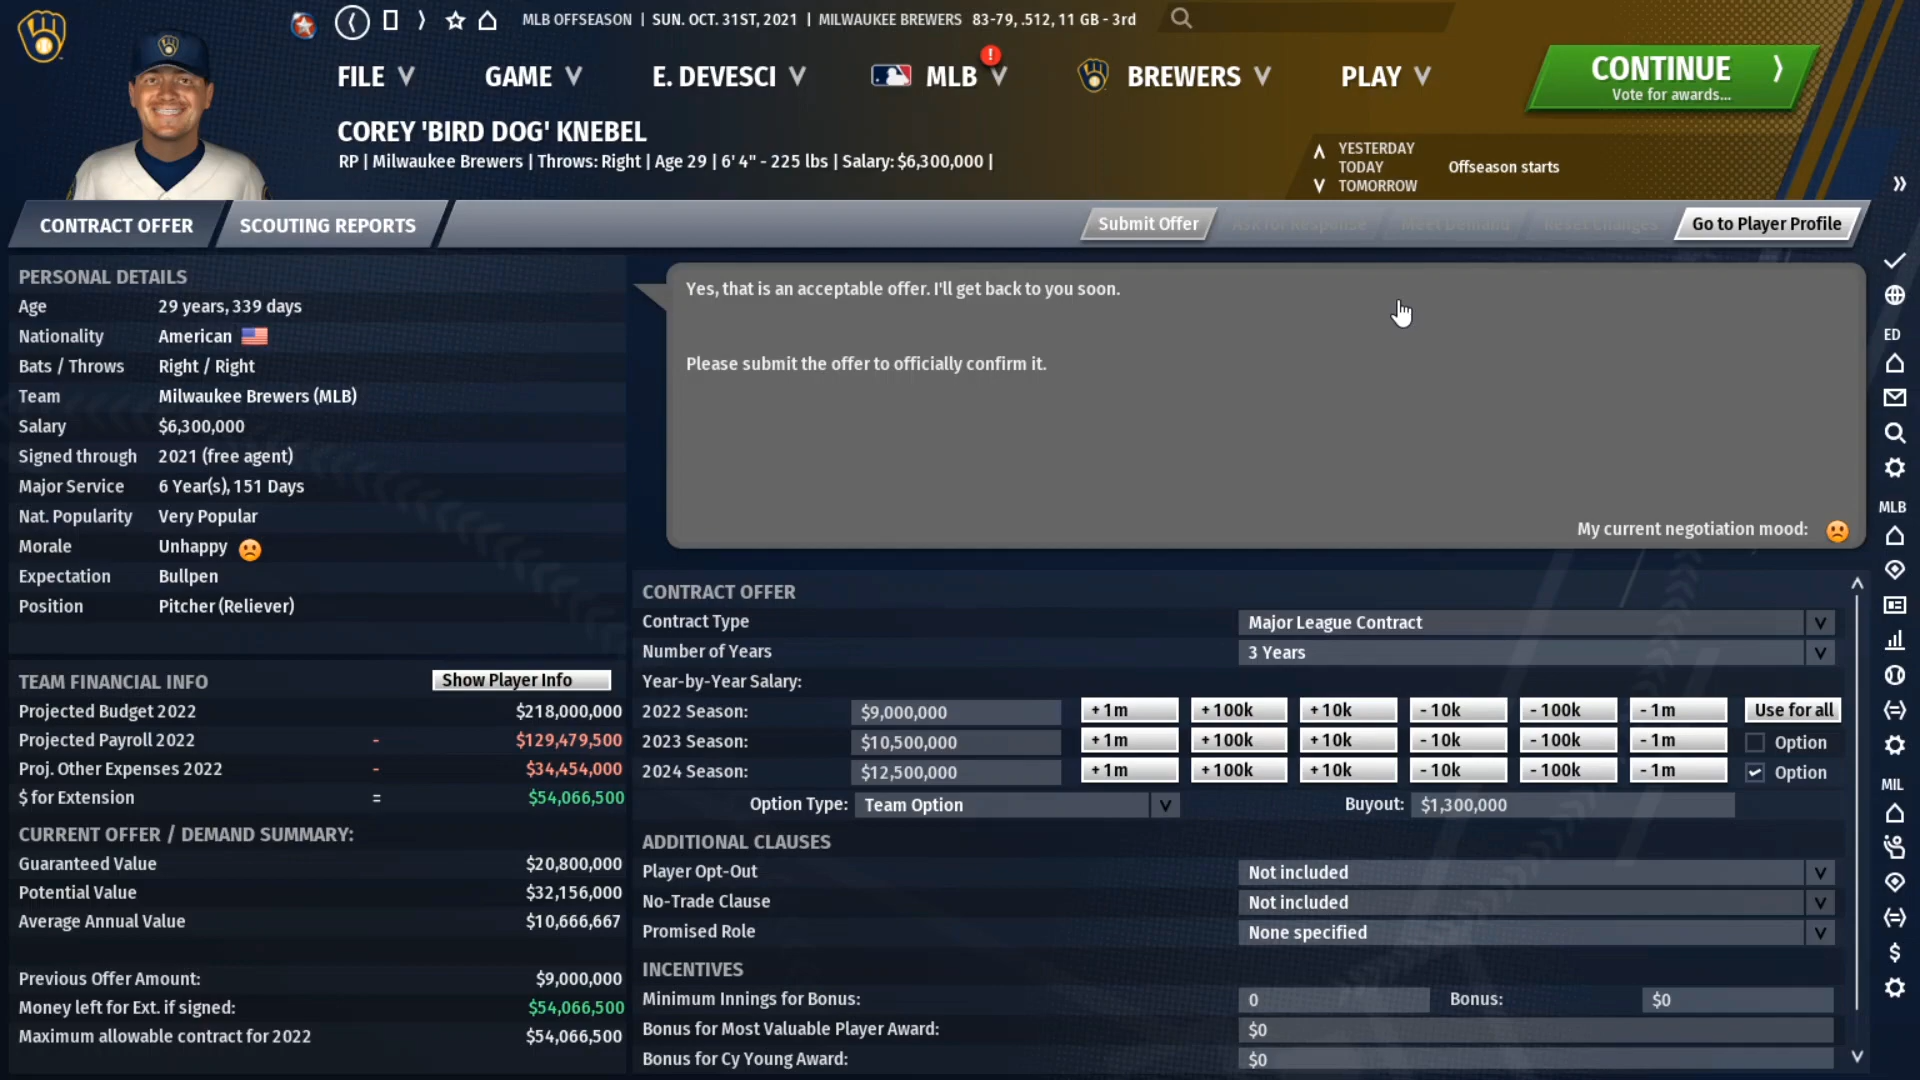 MLB OFFSEASON | SUN. OCT. 31ST, 2021 | MILWAUKEE BREWERS 83-79, .512, 11 GB - 3rd
FILE GAME E. DEVESCI MLB BREWERS PLAY
CONTINUE
Vote for awards...
COREY 'BIRD DOG' KNEBEL
RP | Milwaukee Brewers | Throws: Right | Age 29 | 6' 4" - 225 lbs | Salary: $6,300,000 |
YESTERDAY
TODAY Offseason starts
TOMORROW
CONTRACT OFFER SCOUTING REPORTS Submit Offer Ask for Response Meet Demand Reset Changes Go to Player Profile
PERSONAL DETAILS
Age 29 years, 339 days
Nationality American
Bats / Throws Right / Right
Team Milwaukee Brewers (MLB)
Salary $6,300,000
Signed through 2021 (free agent)
Major Service 6 Year(s), 151 Days
Nat. Popularity Very Popular
Morale Unhappy
Expectation Bullpen
Position Pitcher (Reliever)
TEAM FINANCIAL INFO Show Player Info
Projected Budget 2022 $218,000,000
Projected Payroll 2022 - $129,479,500
Proj. Other Expenses 2022 - $34,454,000
$ for Extension = $54,066,500
CURRENT OFFER / DEMAND SUMMARY:
Guaranteed Value $20,800,000
Potential Value $32,156,000
Average Annual Value $10,666,667
Previous Offer Amount: $9,000,000
Money left for Ext. if signed: $54,066,500
Maximum allowable contract for 2022 $54,066,500
Yes, that is an acceptable offer. I'll get back to you soon.
Please submit the offer to officially confirm it.
My current negotiation mood:
CONTRACT OFFER
Contract Type Major League Contract
Number of Years 3 Years
Year-by-Year Salary:
2022 Season: $9,000,000 + 1m + 100k + 10k - 10k - 100k - 1m Use for all
2023 Season: $10,500,000 + 1m + 100k + 10k - 10k - 100k - 1m Option
2024 Season: $12,500,000 + 1m + 100k + 10k - 10k - 100k - 1m Option
Option Type: Team Option Buyout: $1,300,000
ADDITIONAL CLAUSES
Player Opt-Out Not included
No-Trade Clause Not included
Promised Role None specified
INCENTIVES
Minimum Innings for Bonus: 0 Bonus: $0
Bonus for Most Valuable Player Award: $0
Bonus for Cy Young Award: $0
ED
MLB
MIL